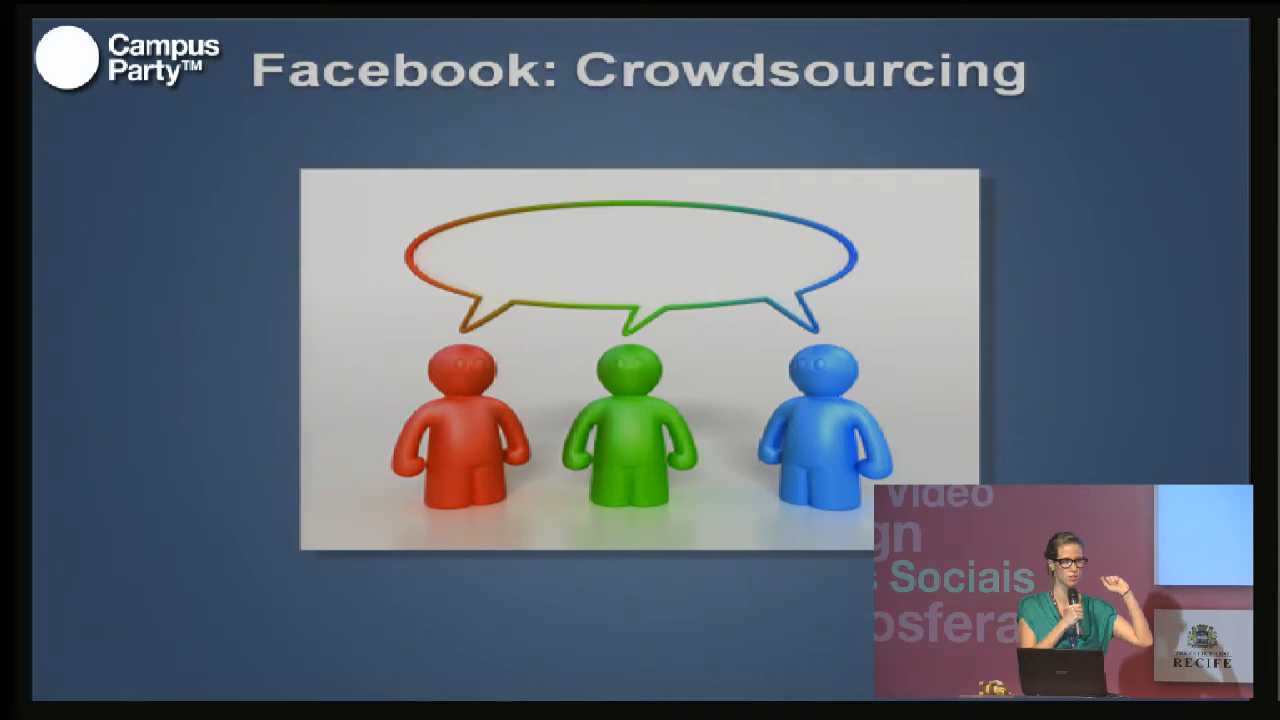 Campus
Party™
Facebook: Crowdsourcing
Video
gn
s Sociais
osfera
RECIFE